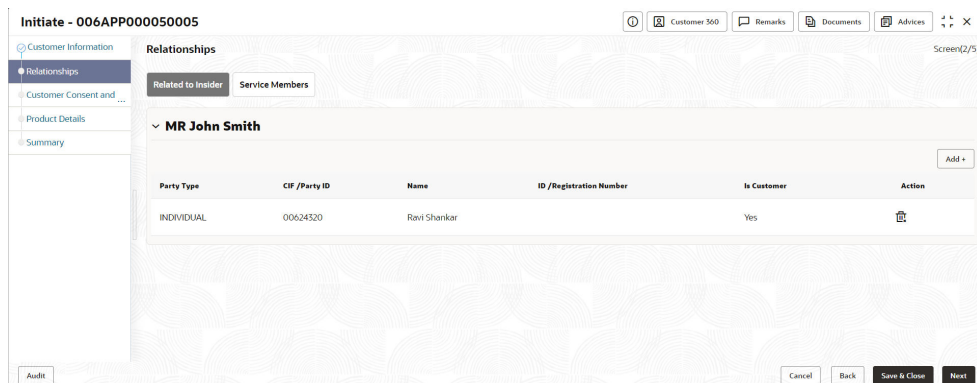 Initiate - 006APP000050005
Customer 360
Remarks
Documents
Advices
Customer Information
Relationships
Customer Consent and
...
Product Details
Summary
Relationships
Screen(2/5
Related to Insider
Service Members
MR John Smith
Add +
Party Type CIF /Party ID Name ID /Registration Number Is Customer Action
INDIVIDUAL 00624320 Ravi Shankar Yes
Audit
Cancel
Back
Save & Close
Next